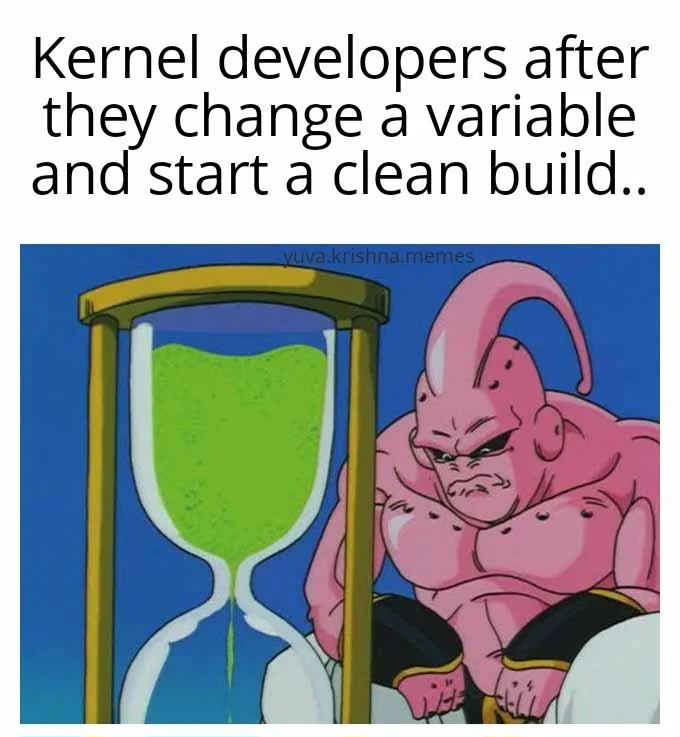 Kernel developers after
they change a variable
and start a clean build..
yuva.krishna.memes